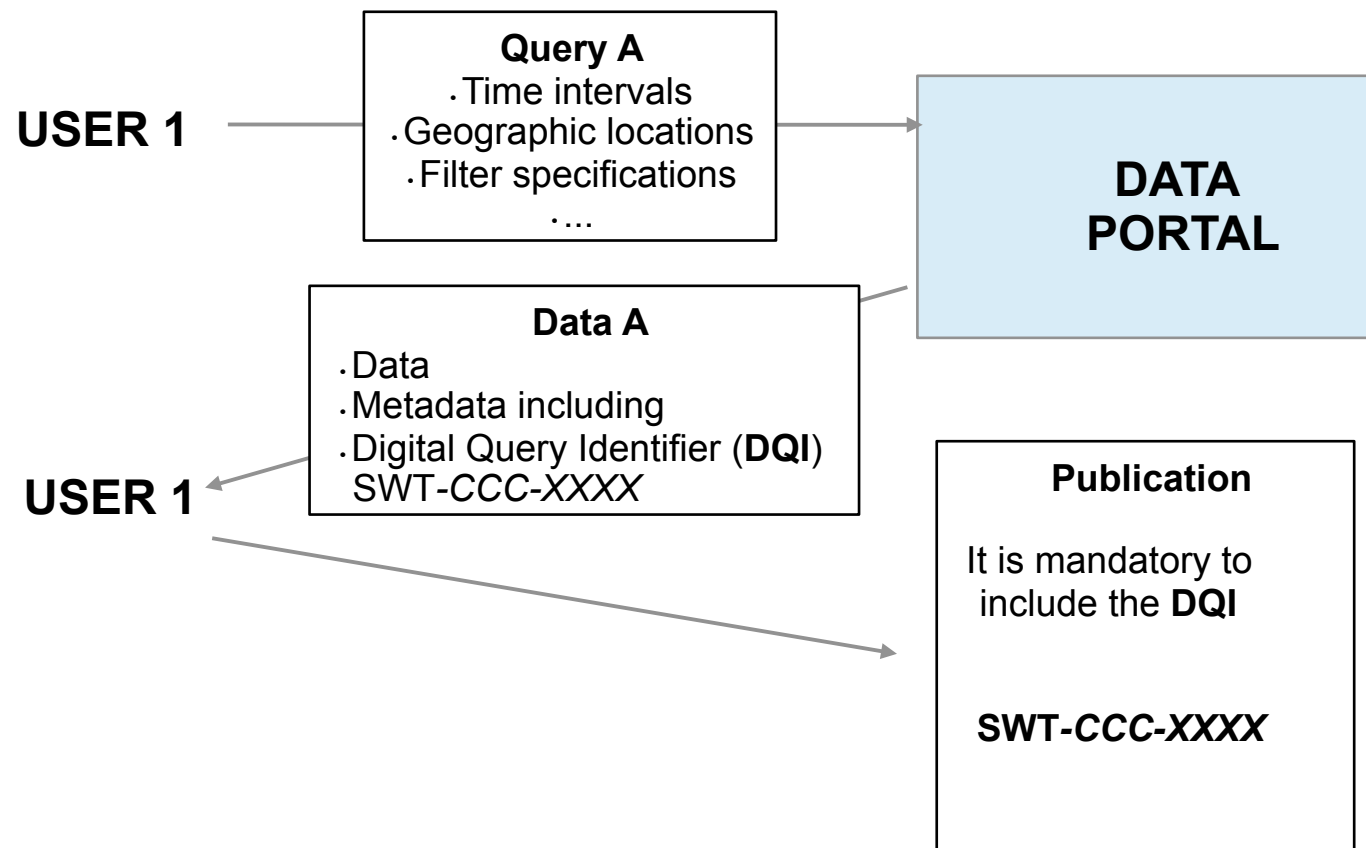 Query A
· Time intervals
· Geographic locations
· Filter specifications
· ...
USER 1
DATA
PORTAL
Data A
· Data
· Metadata including
· Digital Query Identifier (DQI)
SWT-CCC-XXXX
USER 1
Publication
It is mandatory to
include the DQI
SWT-CCC-XXXX